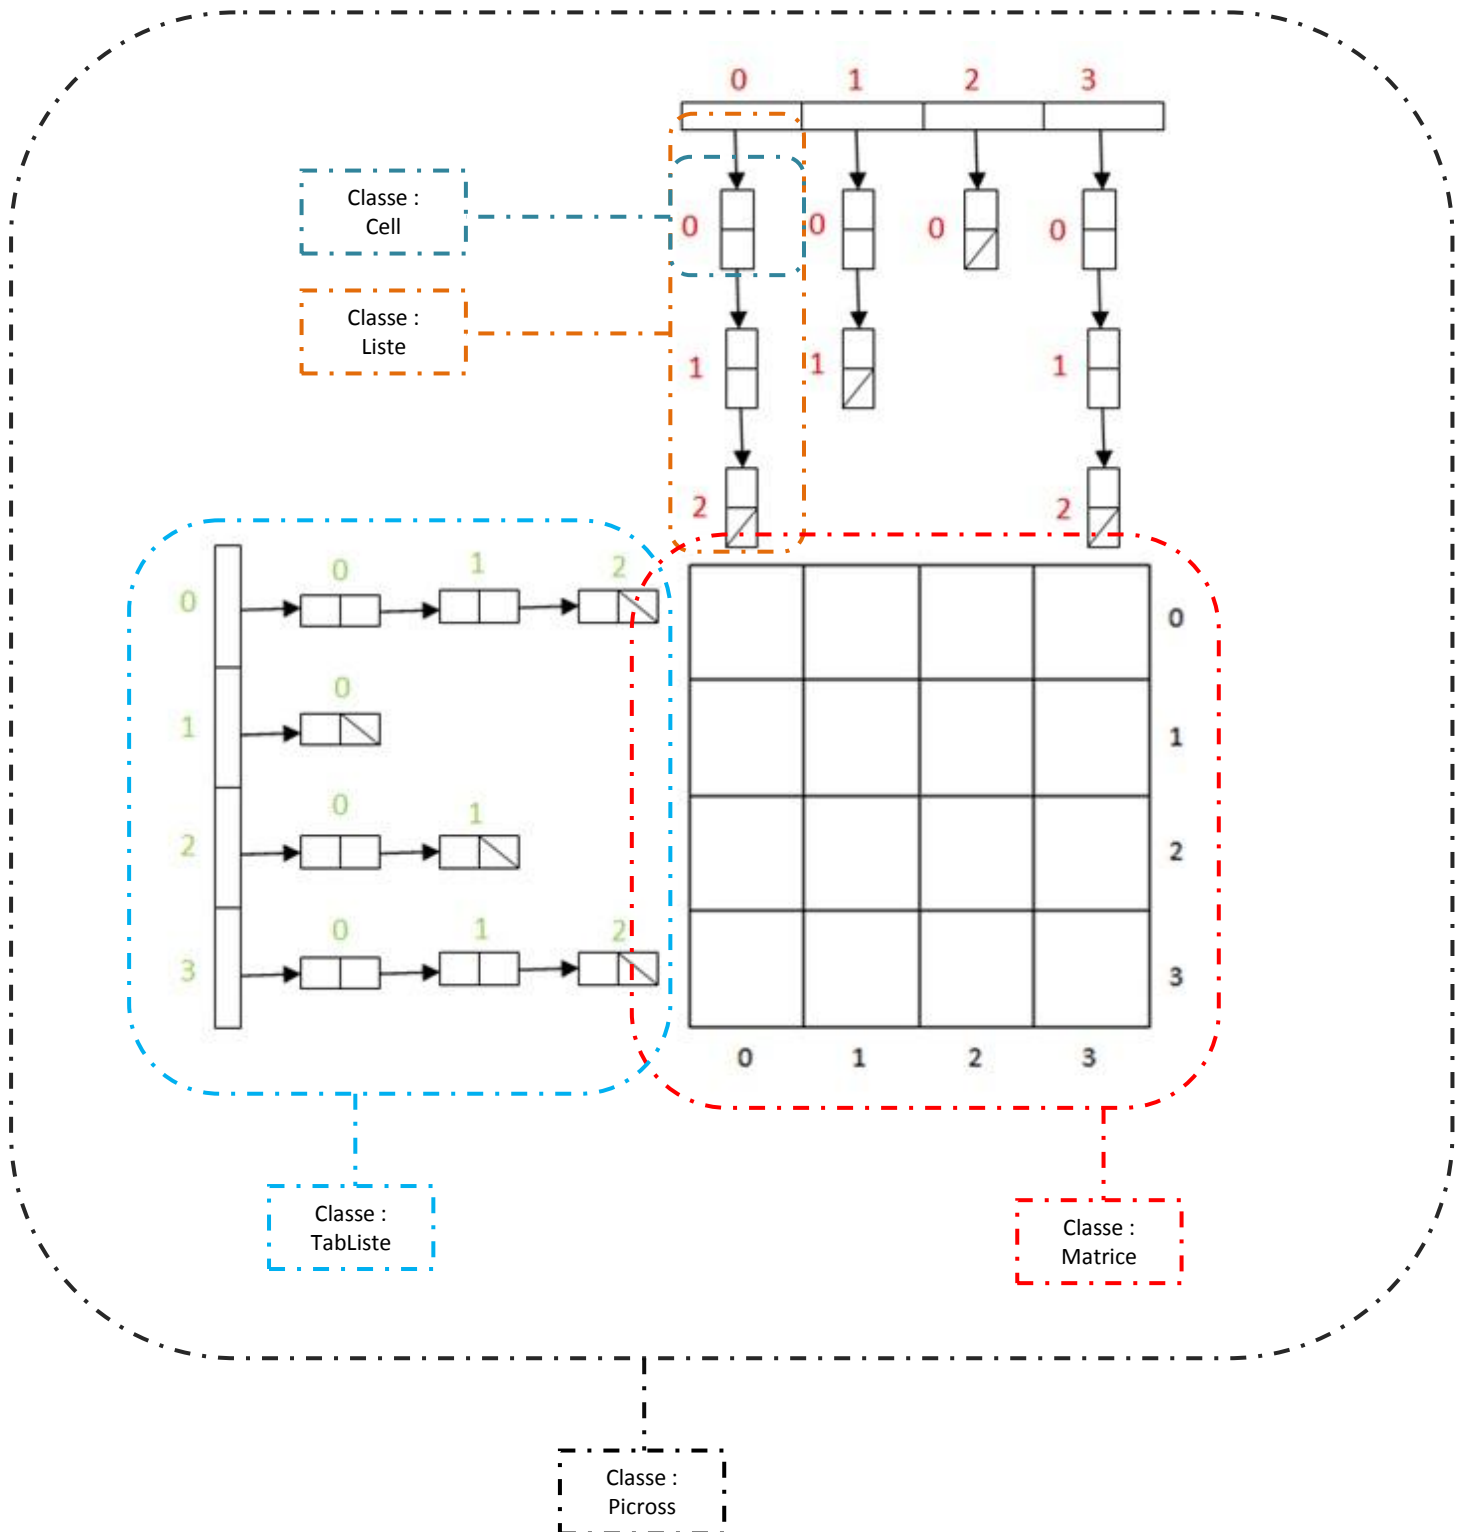 0 1 2 3
Classe :
Cell
0 0 0 0
Classe :
Liste
1 1 1
2 2
0 0 1 2
0
1 0
1
2 0 1
2
3 0 1 2
3
0 1 2 3
Classe :
TabListe
Classe :
Matrice
Classe :
Picross